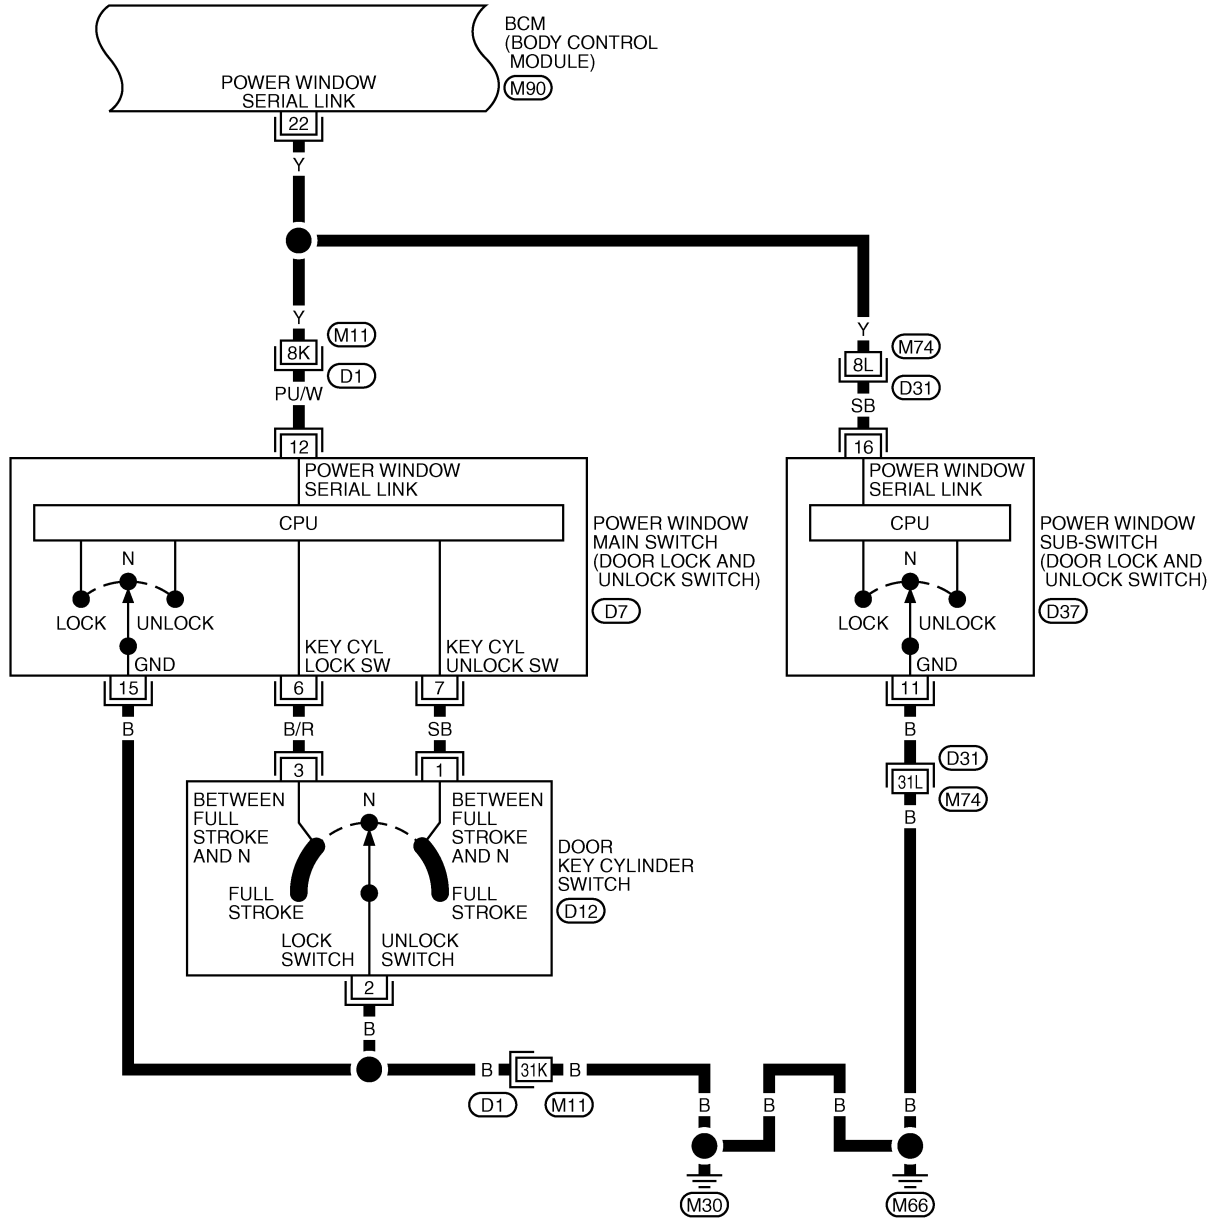 BCM
(BODY CONTROL
MODULE)
M90
POWER WINDOW
SERIAL LINK
22
Y
Y
M11
8K
D1
PU/W
Y
M74
8L
D31
SB
12
POWER WINDOW
SERIAL LINK
CPU
N
LOCK
UNLOCK
GND
KEY CYL
LOCK SW
KEY CYL
UNLOCK SW
POWER WINDOW
MAIN SWITCH
(DOOR LOCK AND
UNLOCK SWITCH)
D7
16
POWER WINDOW
SERIAL LINK
CPU
N
LOCK
UNLOCK
GND
POWER WINDOW
SUB-SWITCH
(DOOR LOCK AND
UNLOCK SWITCH)
D37
15
6
7
11
B
B/R
SB
B
3
1
D31
31L
M74
B
BETWEEN
FULL
STROKE
AND N
N
BETWEEN
FULL
STROKE
AND N
FULL
STROKE
FULL
STROKE
LOCK
SWITCH
UNLOCK
SWITCH
DOOR
KEY CYLINDER
SWITCH
D12
2
B
B
31K
B
D1
M11
B
B
B
B
M30
M66